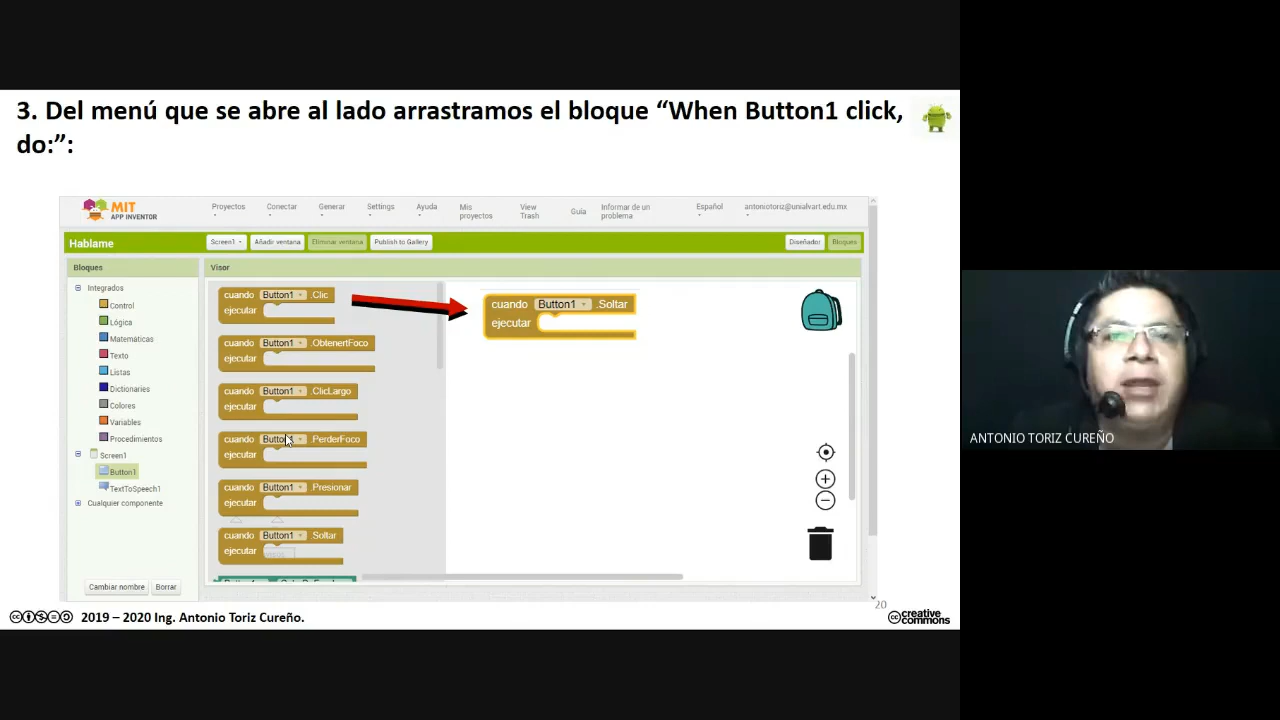 3. Del menú que se abre al lado arrastramos el bloque “When Button1 click,
do:”:
MIT
APP INVENTOR
Proyectos
Conectar
Generar
Settings
Ayuda
Mis
proyectos
View
Trash
Guía
Informar de un
problema
Español
antoniotoriz@unialvart.edu.mx
Hablame
Screen1
Añadir ventana
Eliminar ventana
Publish to Gallery
Diseñador
Bloques
Bloques
Visor
Integrados
Control
Lógica
Matemáticas
Texto
Listas
Dictionaries
Colores
Variables
Procedimientos
Screen1
Button1
TextToSpeech1
Cualquier componente
Cambiar nombre
Borrar
cuando Button1 .Clic
ejecutar
cuando Button1 .ObtenertFoco
ejecutar
cuando Button1 .ClicLargo
ejecutar
cuando Button1 .PerderFoco
ejecutar
cuando Button1 .Presionar
ejecutar
cuando Button1 .Soltar
ejecutar
cuando Button1 .Soltar
ejecutar
20
2019 – 2020 Ing. Antonio Toriz Cureño.
creative
commons
ANTONIO TORIZ CUREÑO